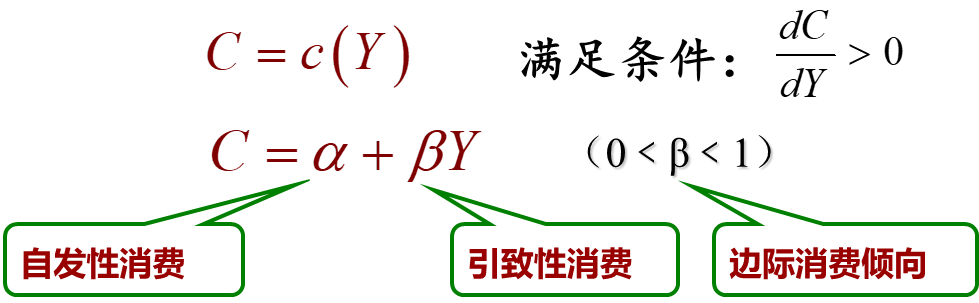 C = c(Y) 满足条件：dC/dY > 0
C = α + βY （0 < β < 1）
自发性消费 引致性消费 边际消费倾向